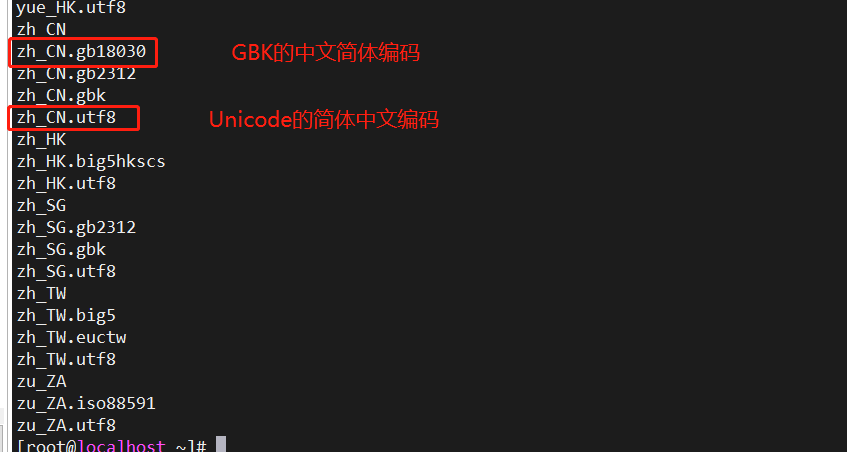 yue_HK.utf8
zh_CN
zh_CN.gb18030 GBK的中文简体编码
zh_CN.gb2312
zh_CN.gbk
zh_CN.utf8 Unicode的简体中文编码
zh_HK
zh_HK.big5hkscs
zh_HK.utf8
zh_SG
zh_SG.gb2312
zh_SG.gbk
zh_SG.utf8
zh_TW
zh_TW.big5
zh_TW.euctw
zh_TW.utf8
zu_ZA
zu_ZA.iso88591
zu_ZA.utf8
[root@localhost ~]#